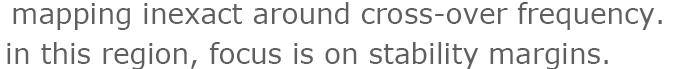 mapping inexact around cross-over frequency.
in this region, focus is on stability margins.